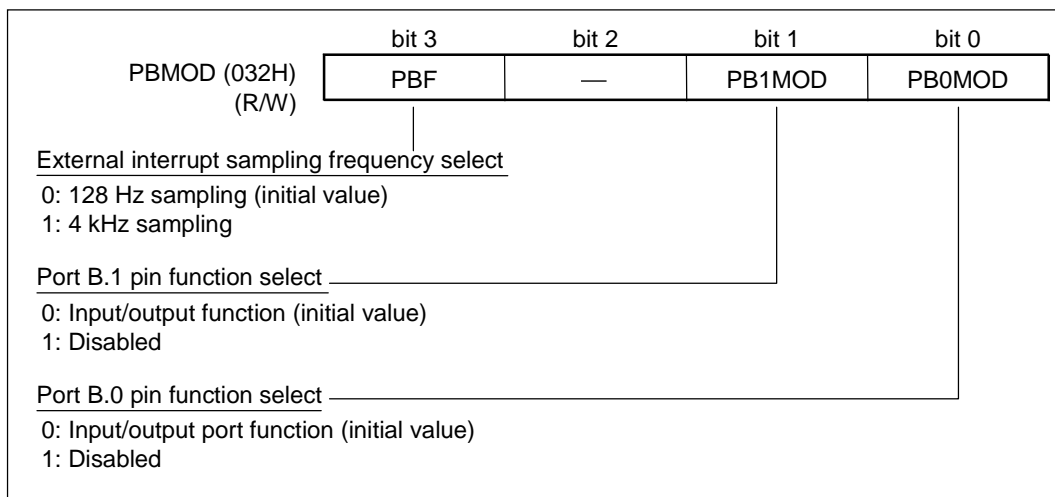 bit 3 bit 2 bit 1 bit 0
PBMOD (032H) PBF — PB1MOD PB0MOD
(R/W)
External interrupt sampling frequency select
0: 128 Hz sampling (initial value)
1: 4 kHz sampling
Port B.1 pin function select
0: Input/output function (initial value)
1: Disabled
Port B.0 pin function select
0: Input/output port function (initial value)
1: Disabled